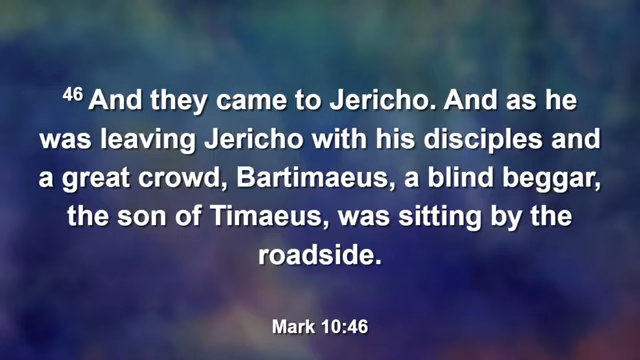 46 And they came to Jericho. And as he
was leaving Jericho with his disciples and
a great crowd, Bartimaeus, a blind beggar,
the son of Timaeus, was sitting by the
roadside.
Mark 10:46